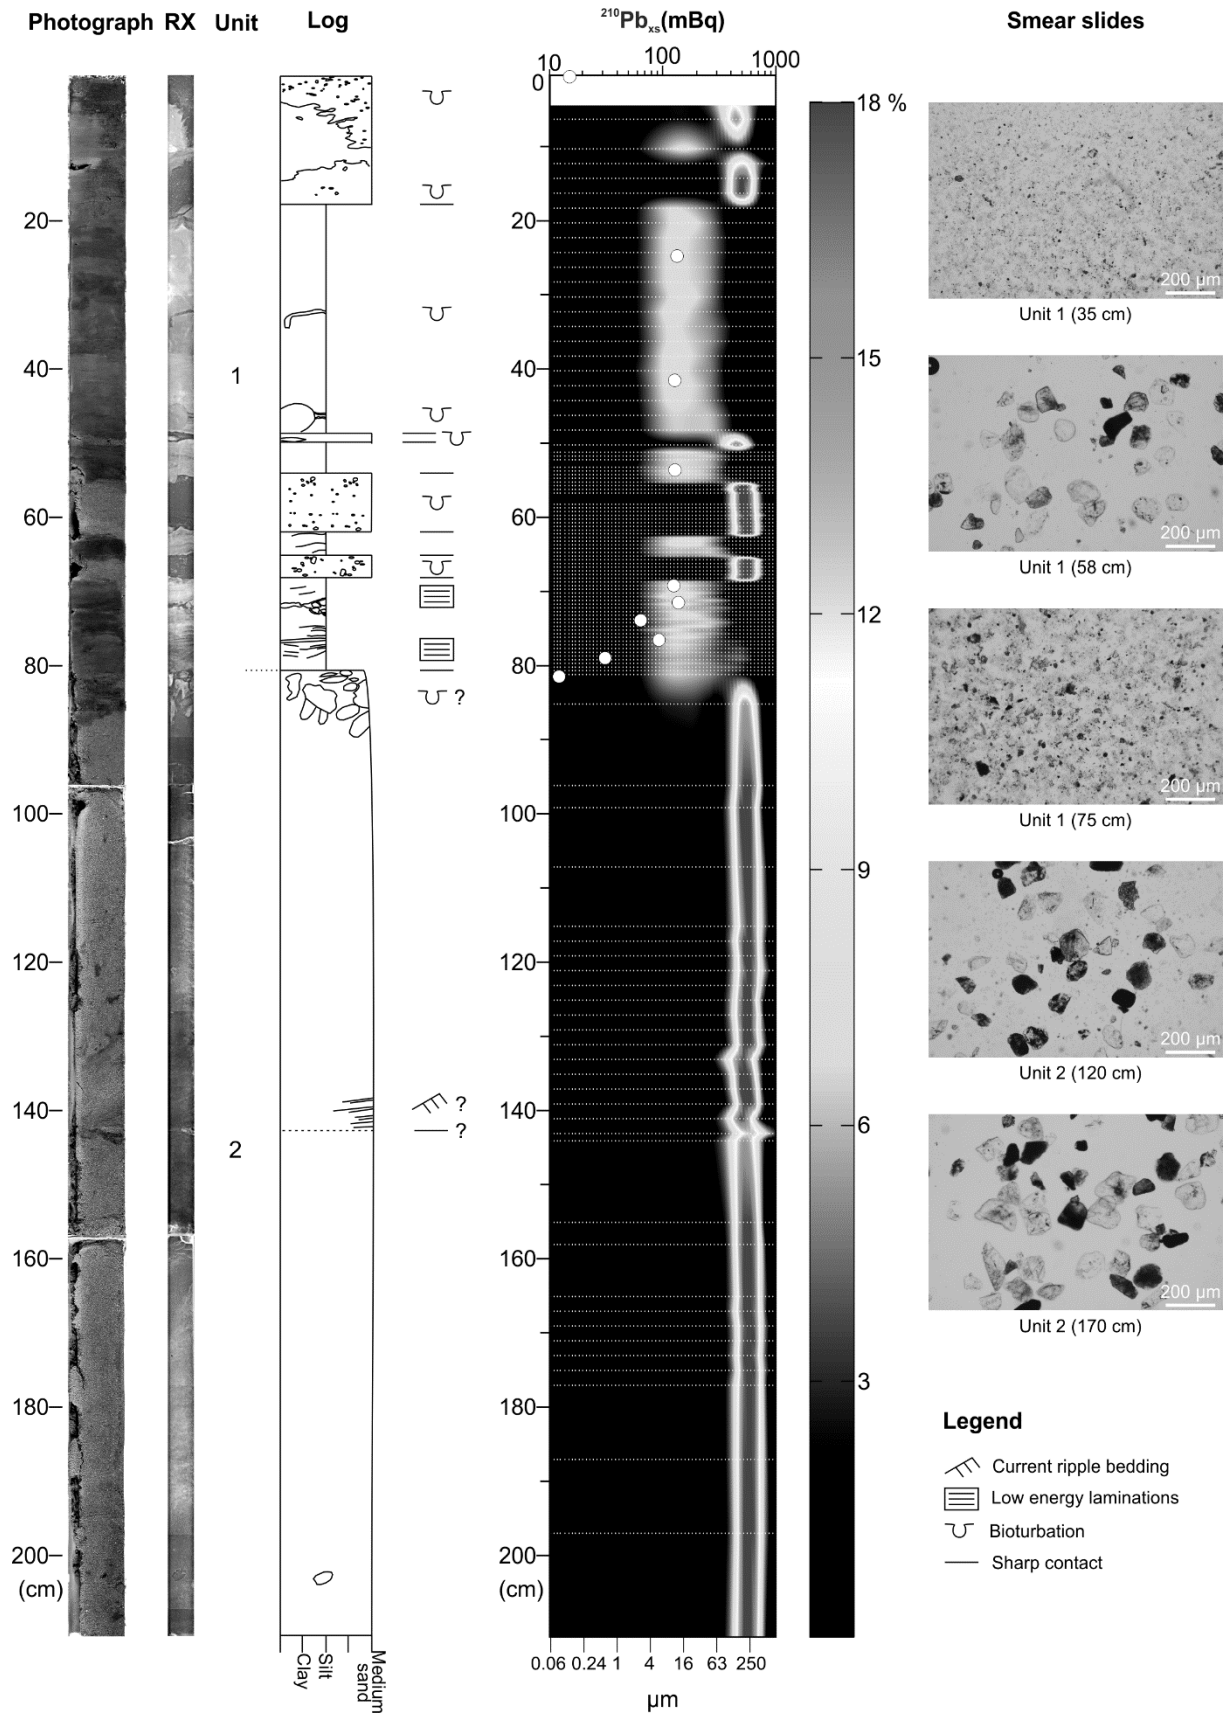 Photograph RX Unit Log ²¹⁰Pbₓₛ(mBq) Smear slides
10 100 1000
0
20 20
40 40
60 60
80 80
100 100
120 120
140 140
160 160
180 180
200 200
(cm) (cm)
1
2
?
?
?
Clay
Silt
Medium
sand
0.06 0.24 1 4 16 63 250
µm
18 %
15
12
9
6
3
200 µm
Unit 1 (35 cm)
200 µm
Unit 1 (58 cm)
200 µm
Unit 1 (75 cm)
200 µm
Unit 2 (120 cm)
200 µm
Unit 2 (170 cm)
Legend
Current ripple bedding
Low energy laminations
Bioturbation
Sharp contact